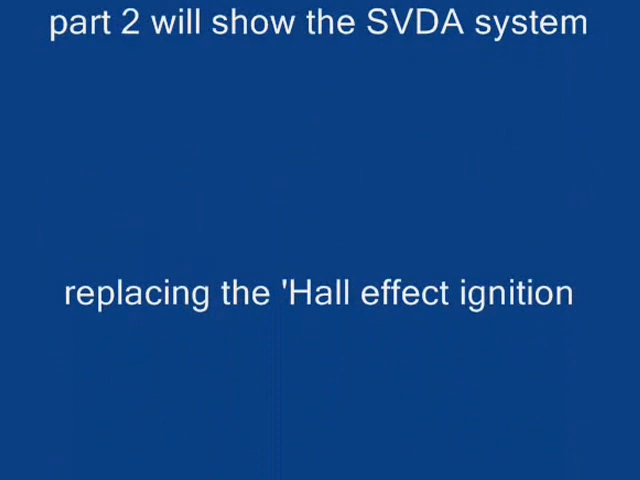 part 2 will show the SVDA system
replacing the 'Hall effect ignition